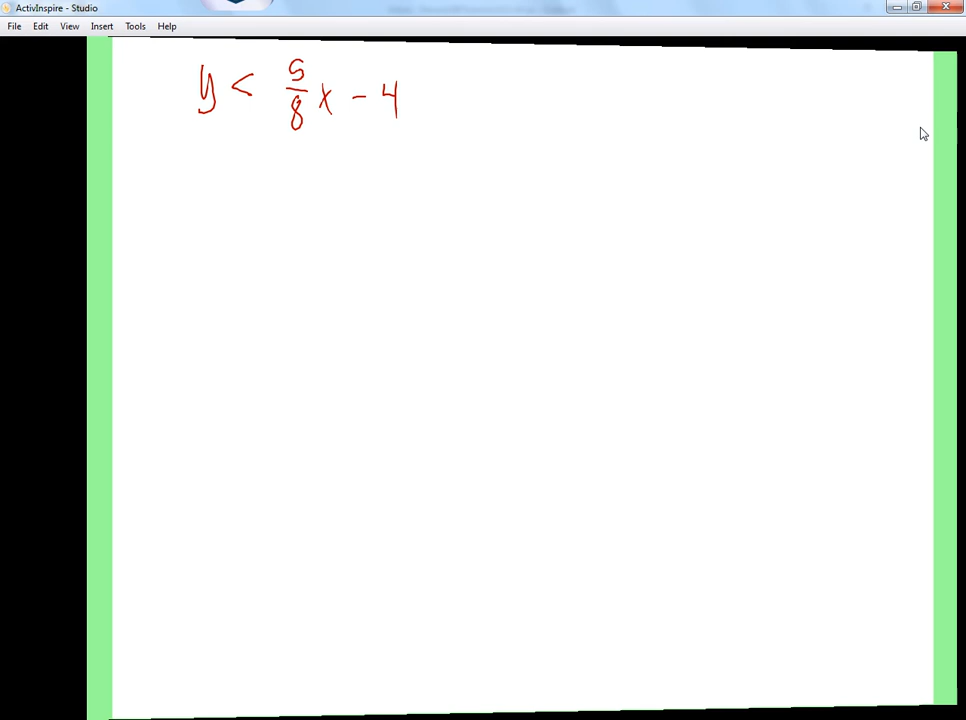 ActivInspire - Studio
File Edit View Insert Tools Help
y < 5/8 x - 4